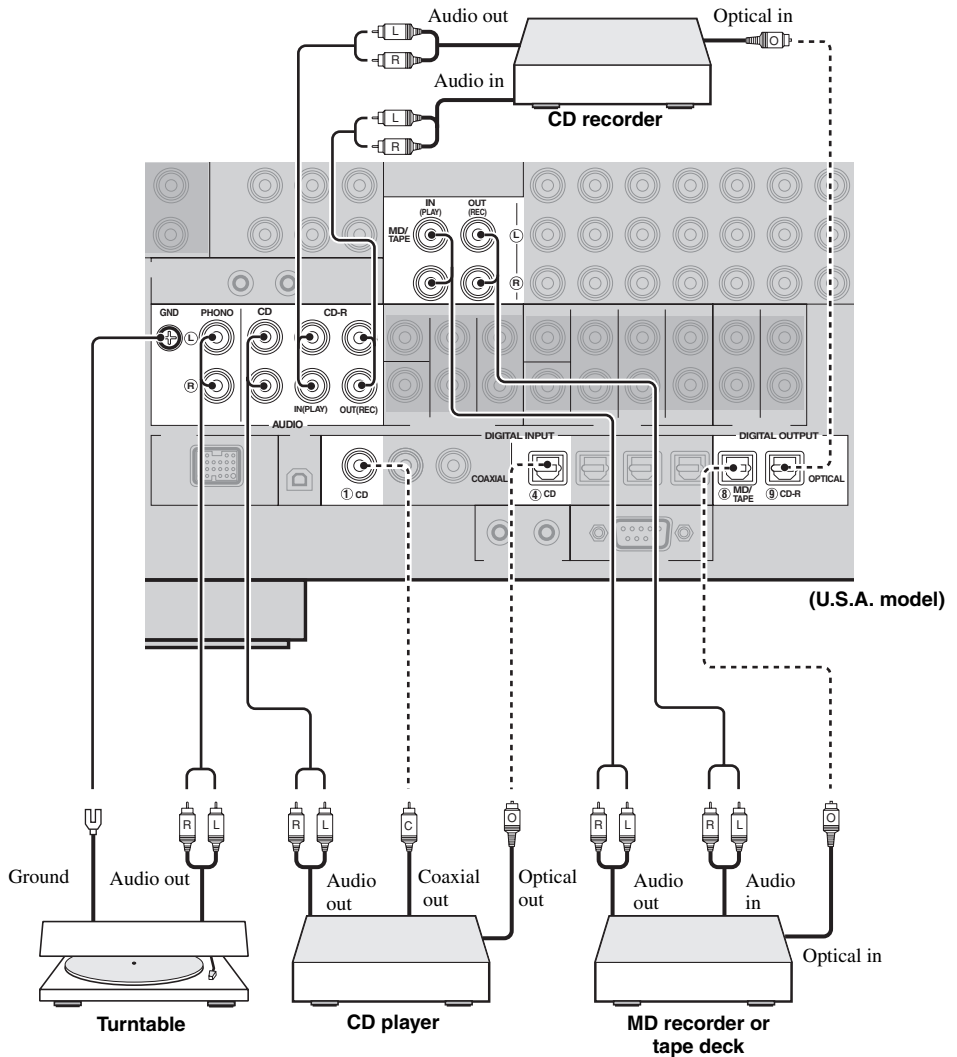 Audio out
Optical in
L
R
O
Audio in
L
R
CD recorder
IN
(PLAY)
OUT
(REC)
MD/
TAPE
L
R
GND
PHONO
CD
CD-R
L
R
IN(PLAY)
OUT(REC)
AUDIO
DIGITAL INPUT
DIGITAL OUTPUT
COAXIAL
OPTICAL
① CD
④ CD
⑧ MD/
TAPE
⑨ CD-R
(U.S.A. model)
R
L
R
L
C
O
R
L
R
L
O
Ground
Audio out
Audio
out
Coaxial
out
Optical
out
Audio
out
Audio
in
Optical in
Turntable
CD player
MD recorder or
tape deck